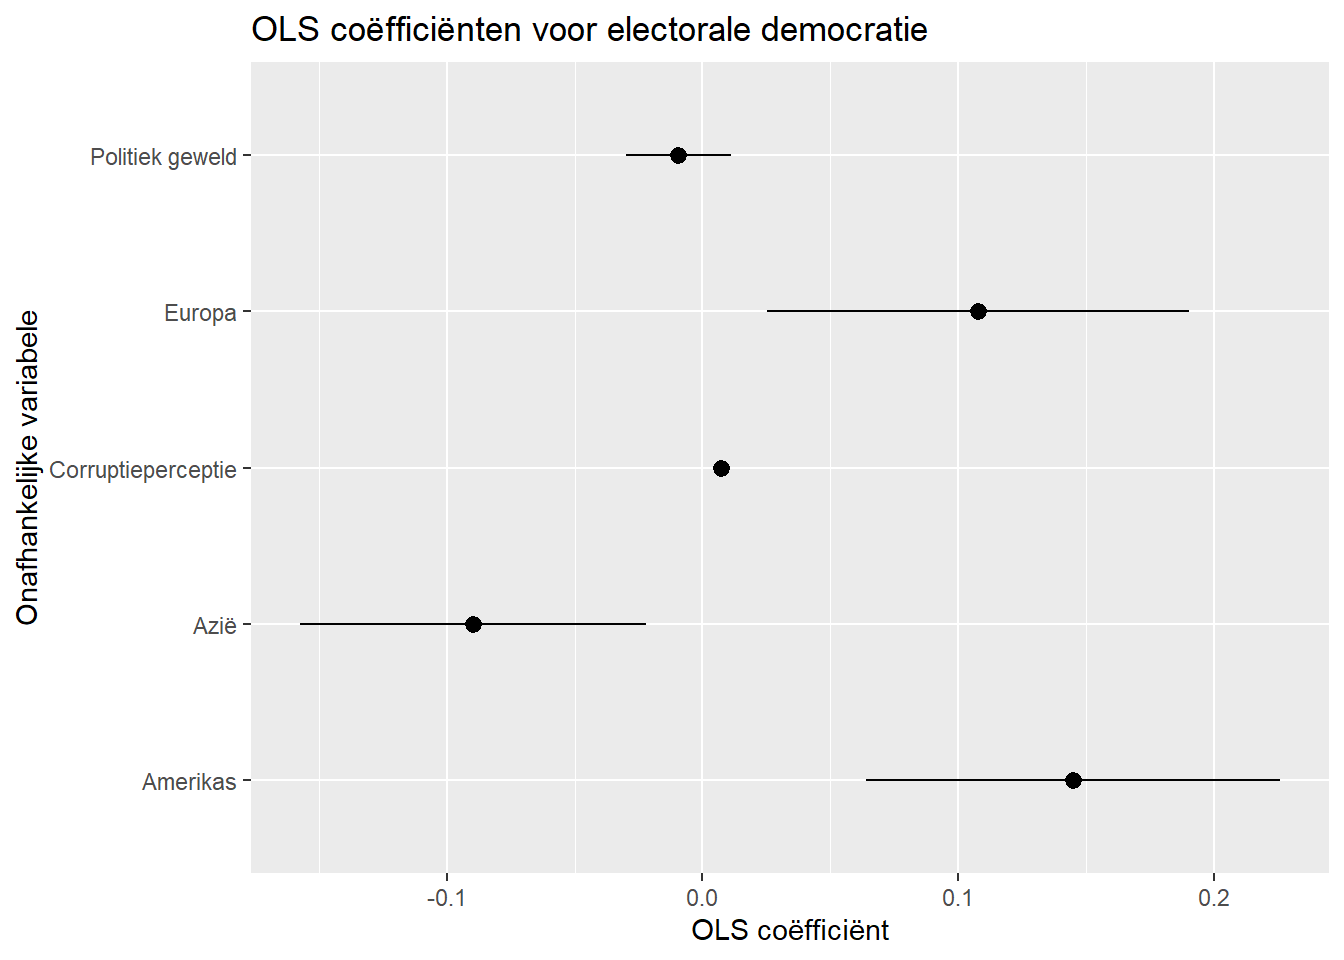 OLS coëfficiënten voor electorale democratie
Onafhankelijke variabele
Politiek geweld
Europa
Corruptieperceptie
Azië
Amerikas
-0.1 0.0 0.1 0.2
OLS coëfficiënt